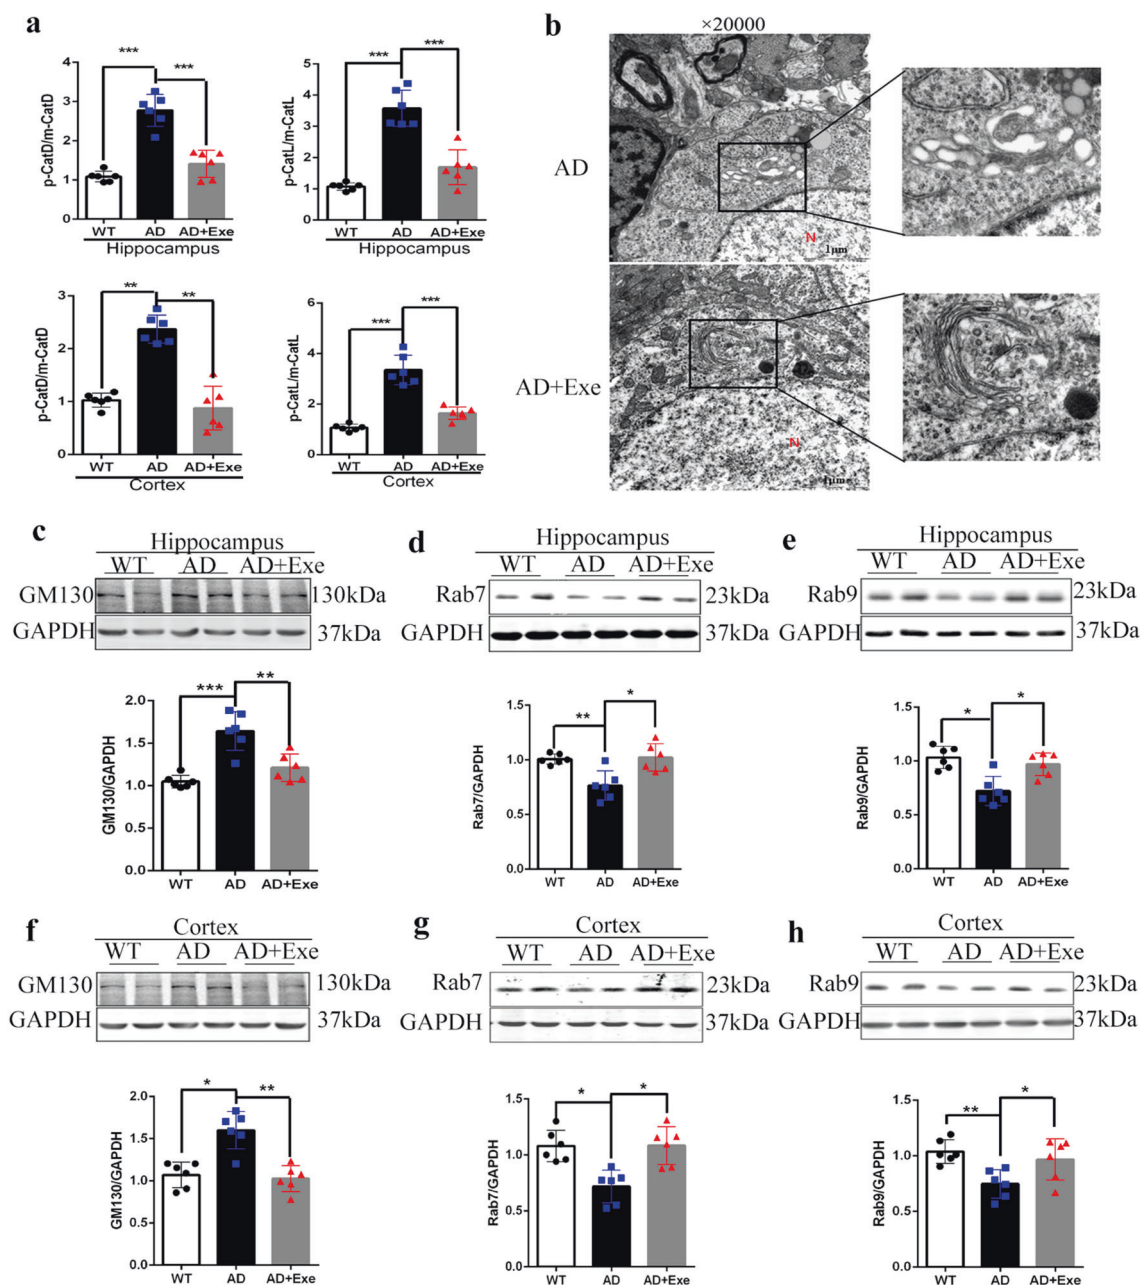 a
***
***
p-CatD/m-CatD
4
3
2
1
0
WT AD AD+Exe
Hippocampus
***
***
p-CatL/m-CatL
5
4
3
2
1
0
WT AD AD+Exe
Hippocampus
**
**
p-CatD/m-CatD
3
2
1
0
WT AD AD+Exe
Cortex
***
***
p-CatL/m-CatL
6
4
2
0
WT AD AD+Exe
Cortex
b
×20000
AD
N
1μm
AD+Exe
N
1μm
c
Hippocampus
WT AD AD+Exe
GM130 130kDa
GAPDH 37kDa
***
**
GM130/GAPDH
2.0
1.5
1.0
0.5
0.0
WT AD AD+Exe
d
Hippocampus
WT AD AD+Exe
Rab7 23kDa
GAPDH 37kDa
**
*
Rab7/GAPDH
1.5
1.0
0.5
0.0
WT AD AD+Exe
e
Hippocampus
WT AD AD+Exe
Rab9 23kDa
GAPDH 37kDa
*
*
Rab9/GAPDH
1.5
1.0
0.5
0.0
WT AD AD+Exe
f
Cortex
WT AD AD+Exe
GM130 130kDa
GAPDH 37kDa
*
**
GM130/GAPDH
2.0
1.5
1.0
0.5
0.0
WT AD AD+Exe
g
Cortex
WT AD AD+Exe
Rab7 23kDa
GAPDH 37kDa
*
*
Rab7/GAPDH
1.5
1.0
0.5
0.0
WT AD AD+Exe
h
Cortex
WT AD AD+Exe
Rab9 23kDa
GAPDH 37kDa
**
*
Rab9/GAPDH
1.5
1.0
0.5
0.0
WT AD AD+Exe